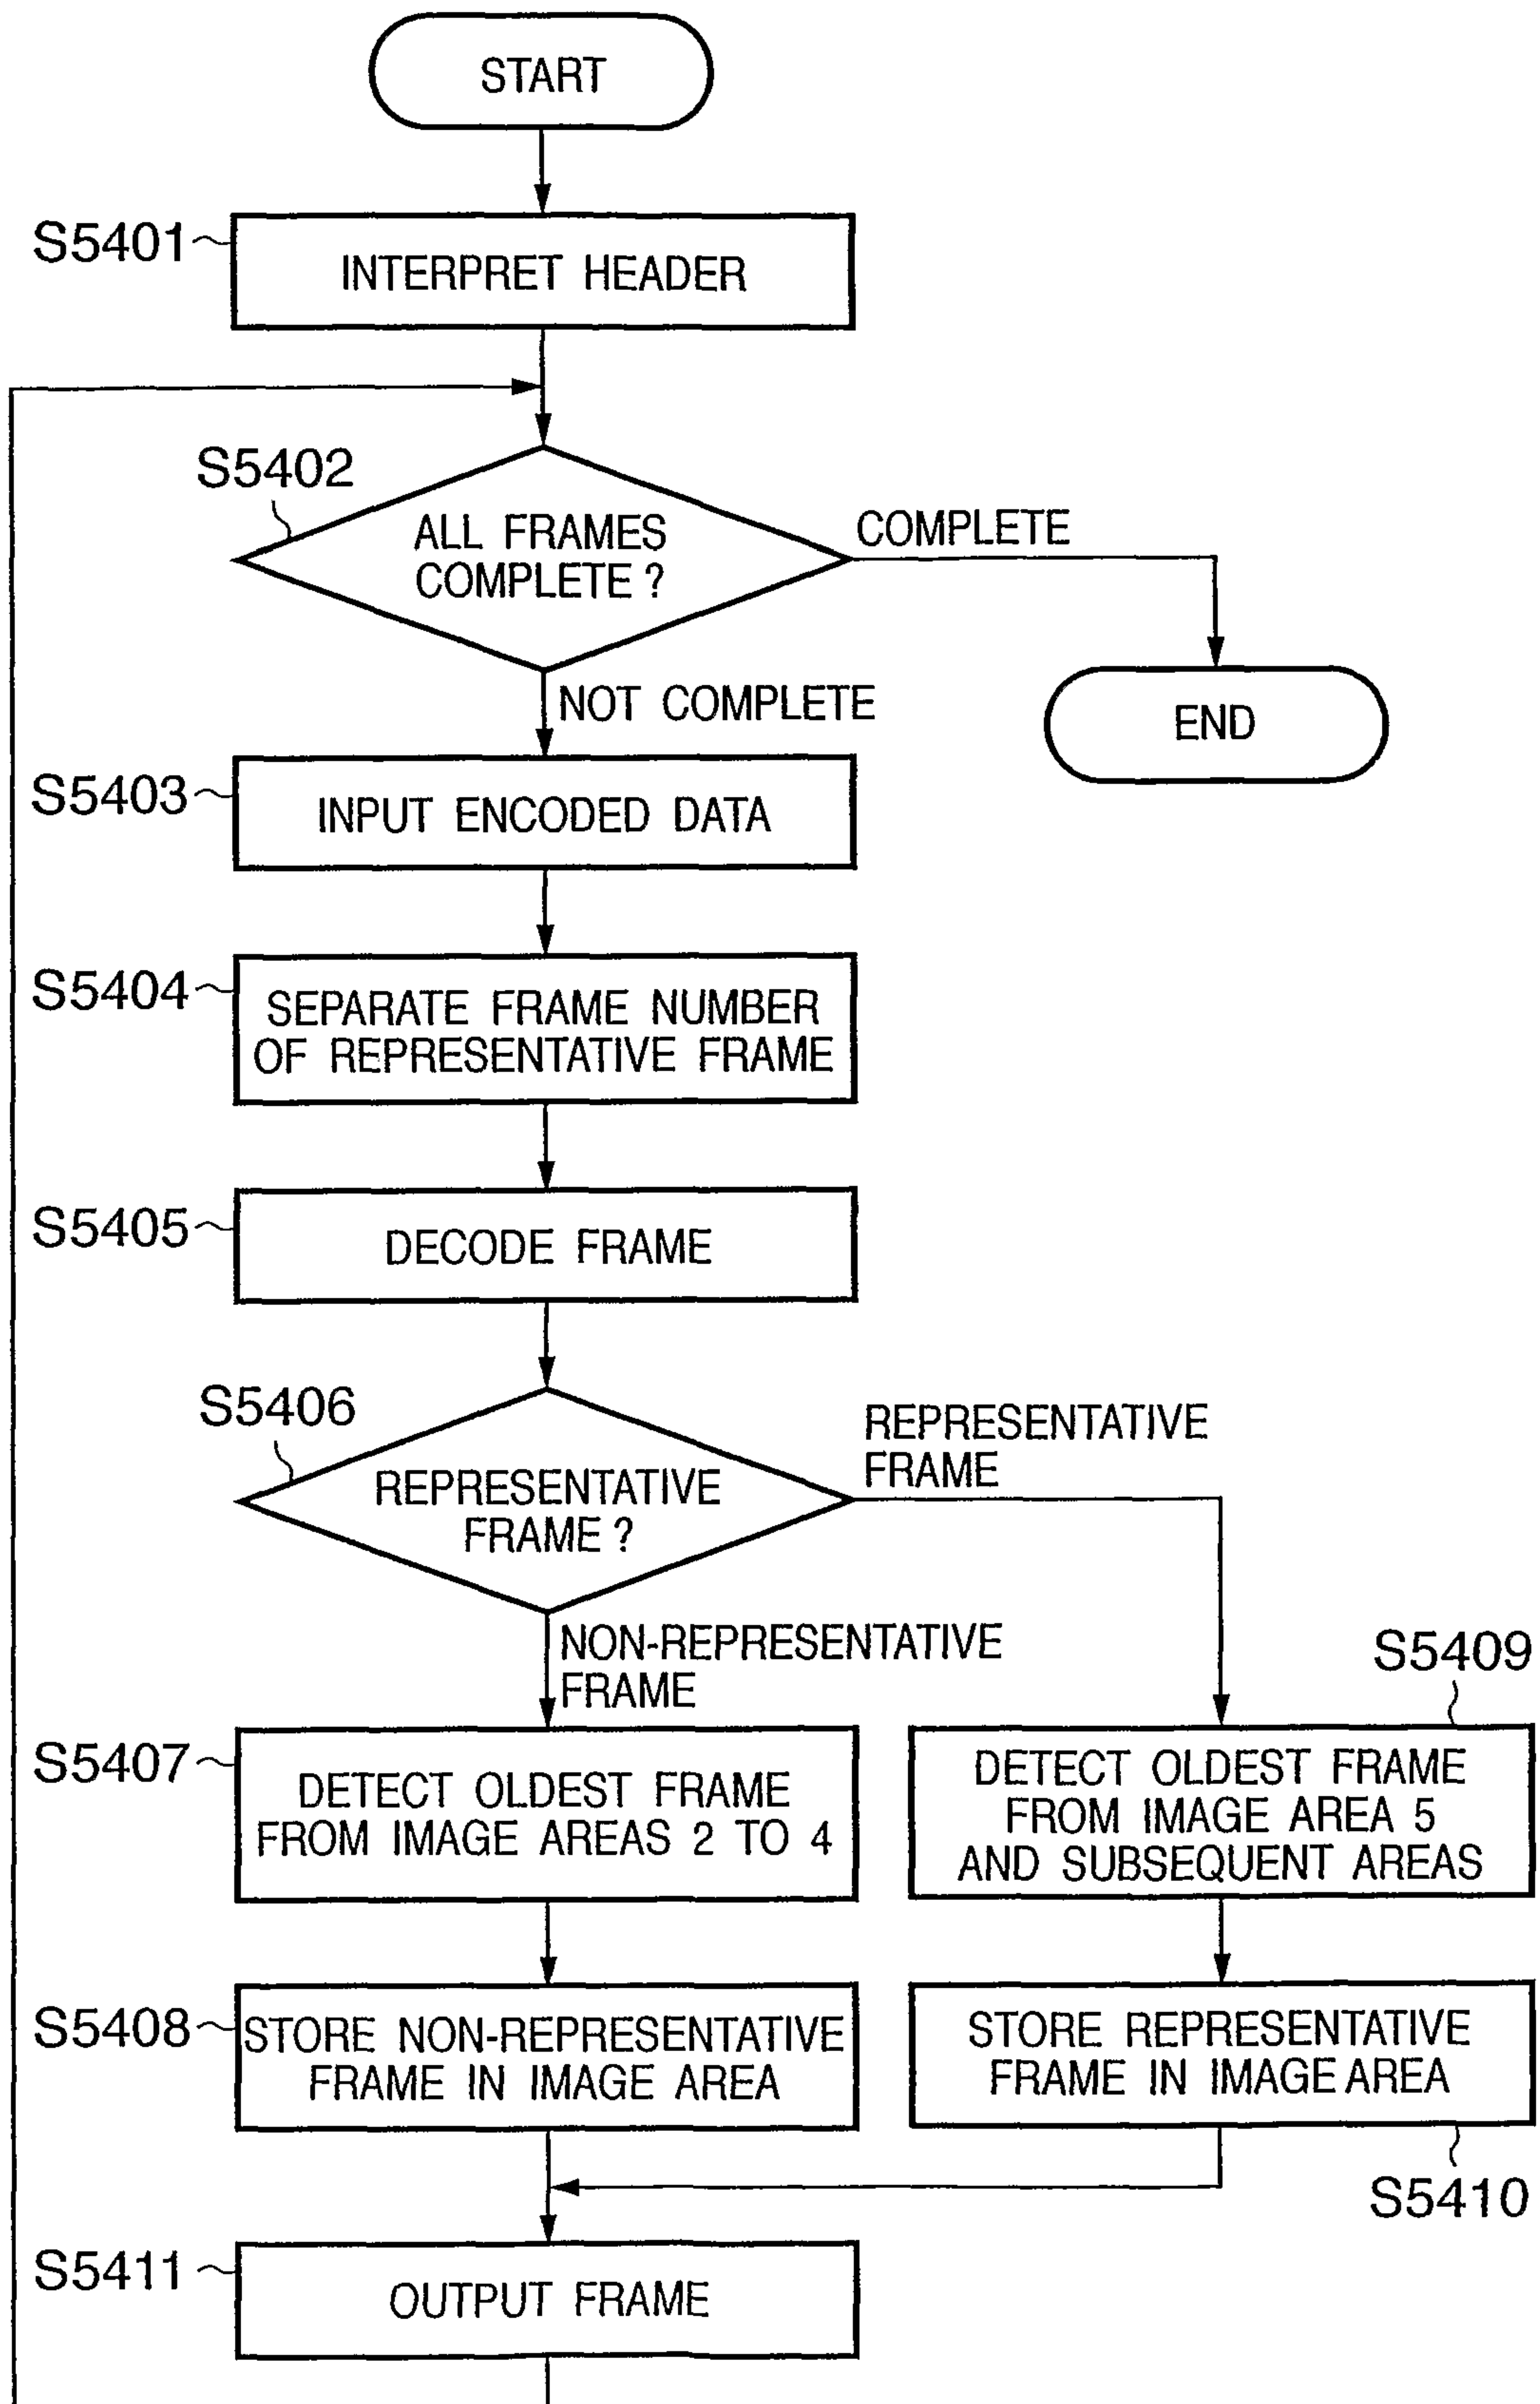 START
S5401
INTERPRET HEADER
S5402
ALL FRAMES
COMPLETE ?
COMPLETE
END
NOT COMPLETE
S5403
INPUT ENCODED DATA
S5404
SEPARATE FRAME NUMBER
OF REPRESENTATIVE FRAME
S5405
DECODE FRAME
S5406
REPRESENTATIVE
FRAME ?
REPRESENTATIVE
FRAME
NON-REPRESENTATIVE
FRAME
S5407
DETECT OLDEST FRAME
FROM IMAGE AREAS 2 TO 4
S5409
DETECT OLDEST FRAME
FROM IMAGE AREA 5
AND SUBSEQUENT AREAS
S5408
STORE NON-REPRESENTATIVE
FRAME IN IMAGE AREA
STORE REPRESENTATIVE
FRAME IN IMAGE AREA
S5410
S5411
OUTPUT FRAME